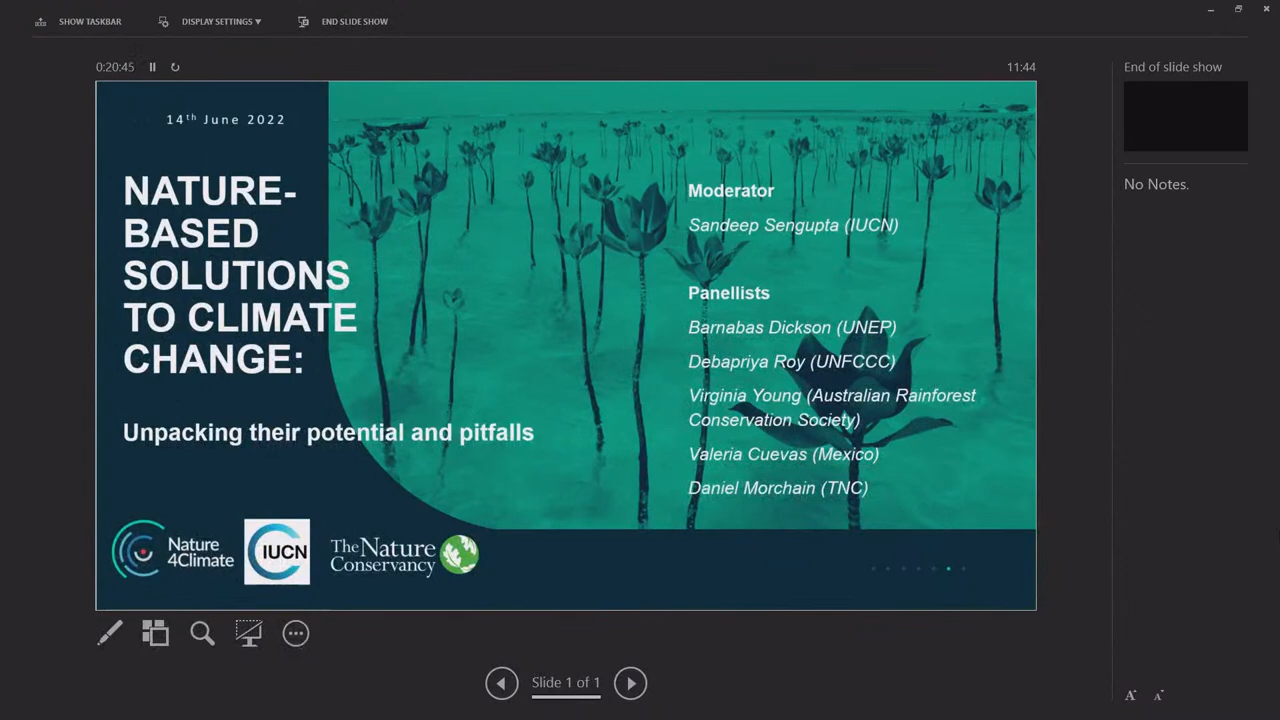 SHOW TASKBAR
DISPLAY SETTINGS ▼
END SLIDE SHOW
0:20:45
11:44
End of slide show
No Notes.
14th June 2022
NATURE-
BASED
SOLUTIONS
TO CLIMATE
CHANGE:
Unpacking their potential and pitfalls
Moderator
Sandeep Sengupta (IUCN)
Panellists
Barnabas Dickson (UNEP)
Debapriya Roy (UNFCCC)
Virginia Young (Australian Rainforest
Conservation Society)
Valeria Cuevas (Mexico)
Daniel Morchain (TNC)
Nature
4Climate
IUCN
The Nature
Conservancy
Slide 1 of 1
A A